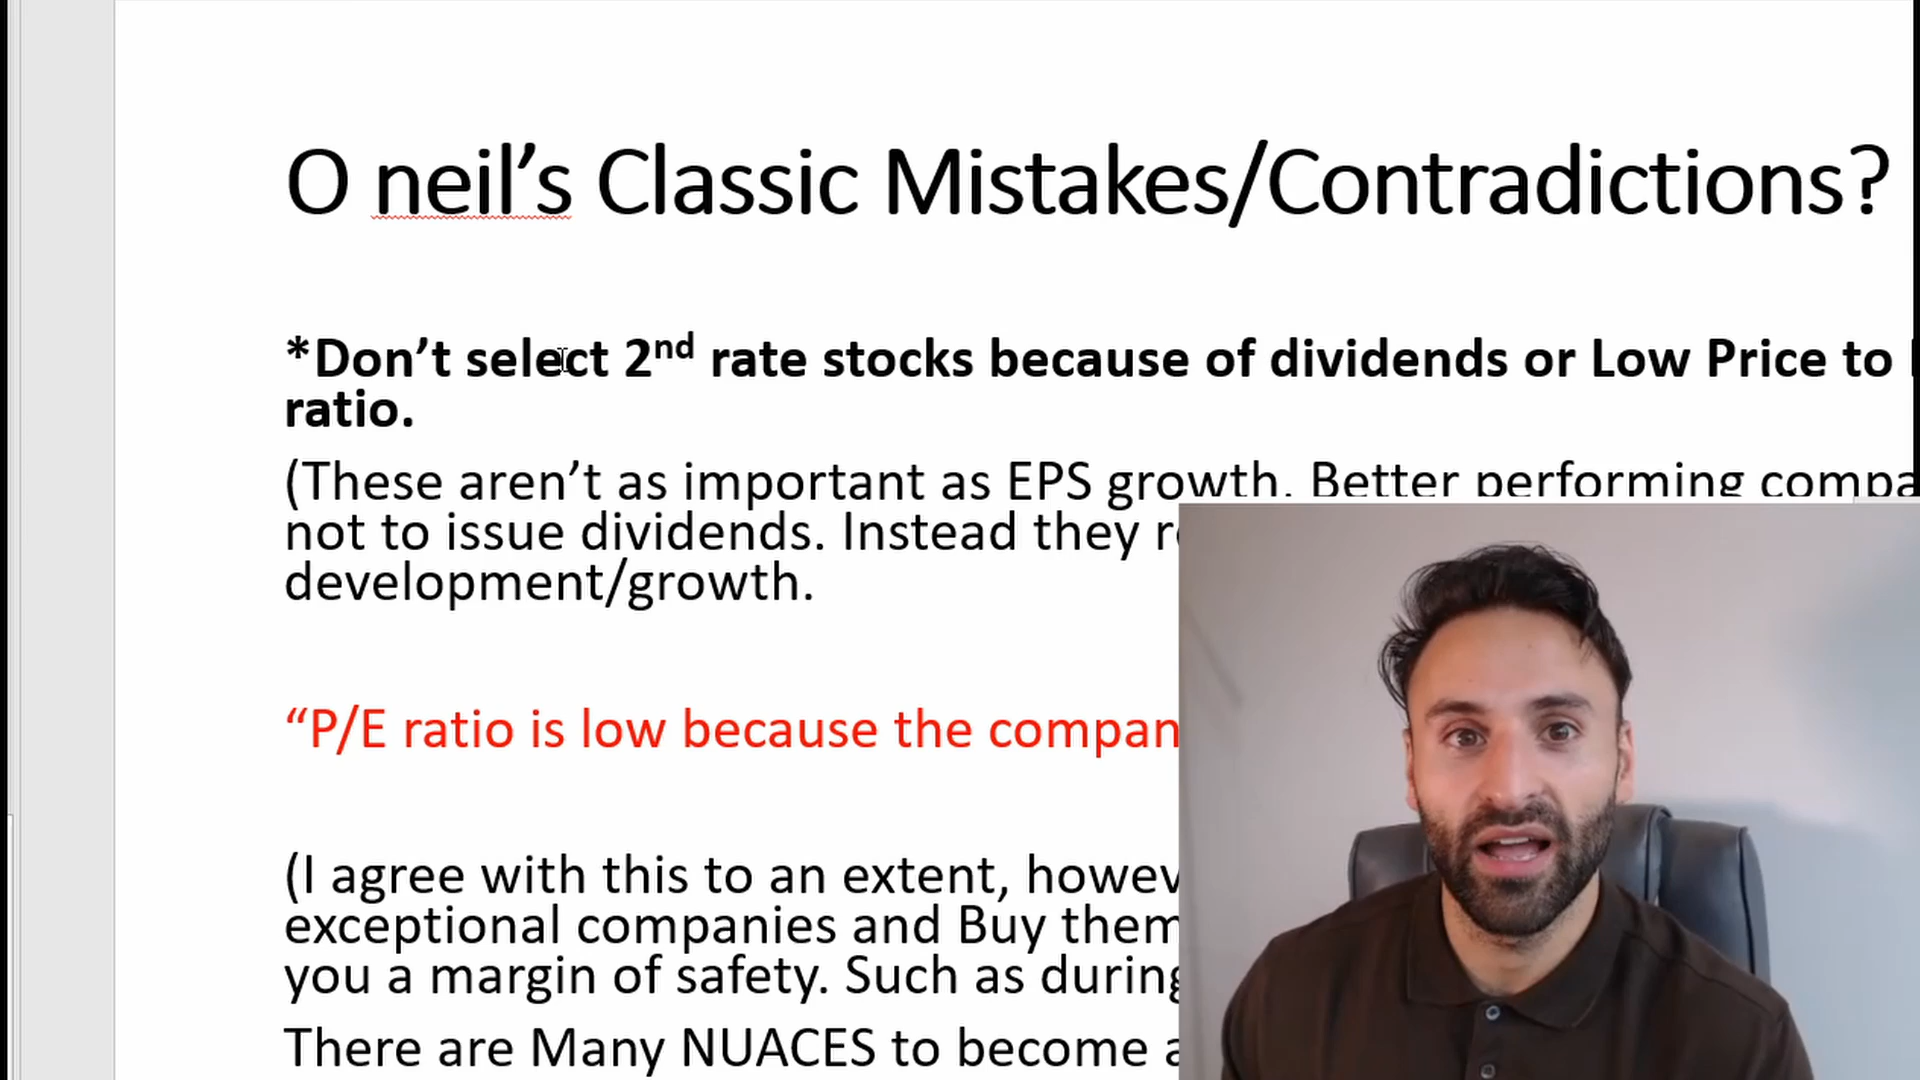 O neil’s Classic Mistakes/Contradictions?
*Don’t select 2nd rate stocks because of dividends or Low Price to
ratio.
(These aren’t as important as EPS growth. Better performing
not to issue dividends. Instead they
development/growth.
“P/E ratio is low because the
(I agree with this to an extent,
exceptional companies and Buy them
you a margin of safety. Such as during
There are Many NUACES to become